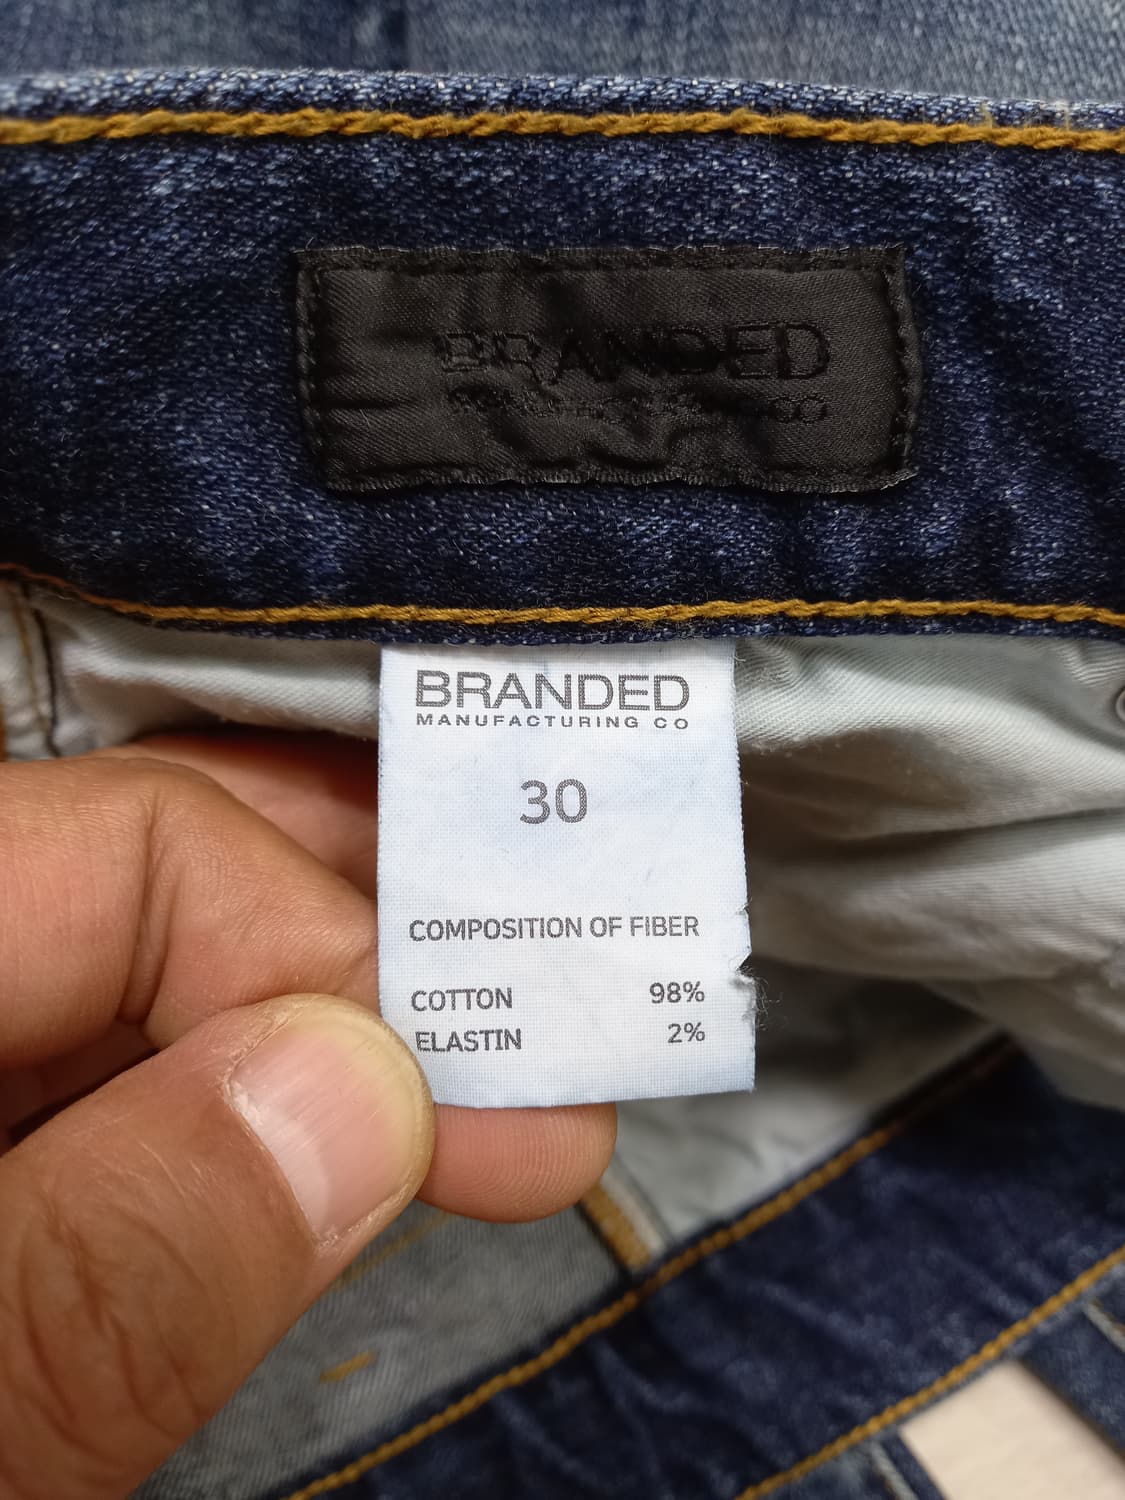 BRANDED
BRANDED
MANUFACTURING CO
30
COMPOSITION OF FIBER
COTTON 98%
ELASTIN 2%